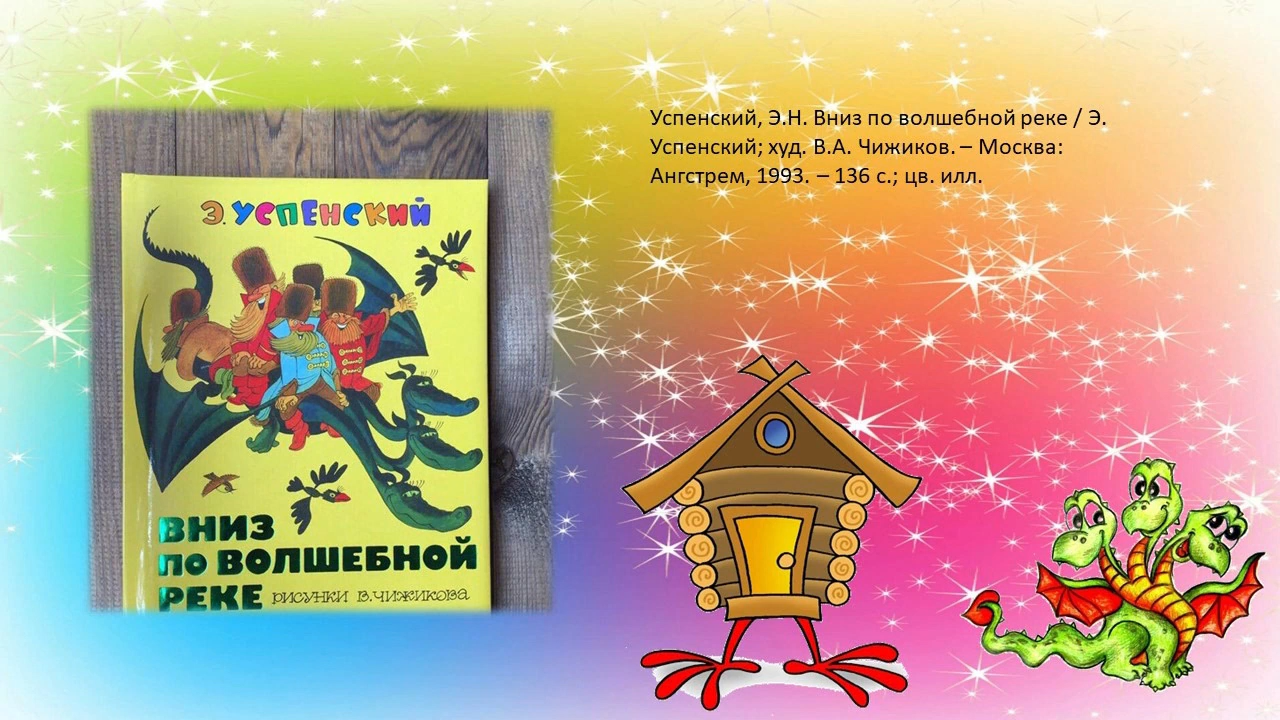 Э. УСПЕНСКИЙ
ВНИЗ
ПО ВОЛШЕБНОЙ
РЕКЕ РИСУНКИ В.ЧИЖИКОВА
Успенский, Э.Н. Вниз по волшебной реке / Э.
Успенский; худ. В.А. Чижиков. – Москва:
Ангстрем, 1993. – 136 с.; цв. илл.